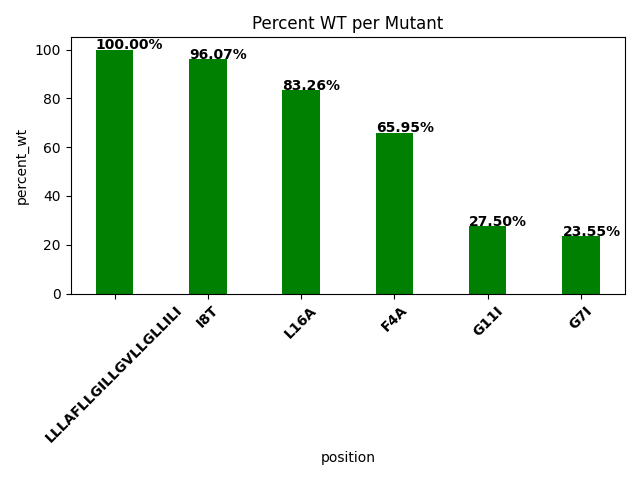 Percent WT per Mutant
percent_wt
100
80
60
40
20
0
100.00%
96.07%
83.26%
65.95%
27.50%
23.55%
LLLAFLLGILLGVLLGLLILI
I8T
L16A
F4A
G11I
G7I
position